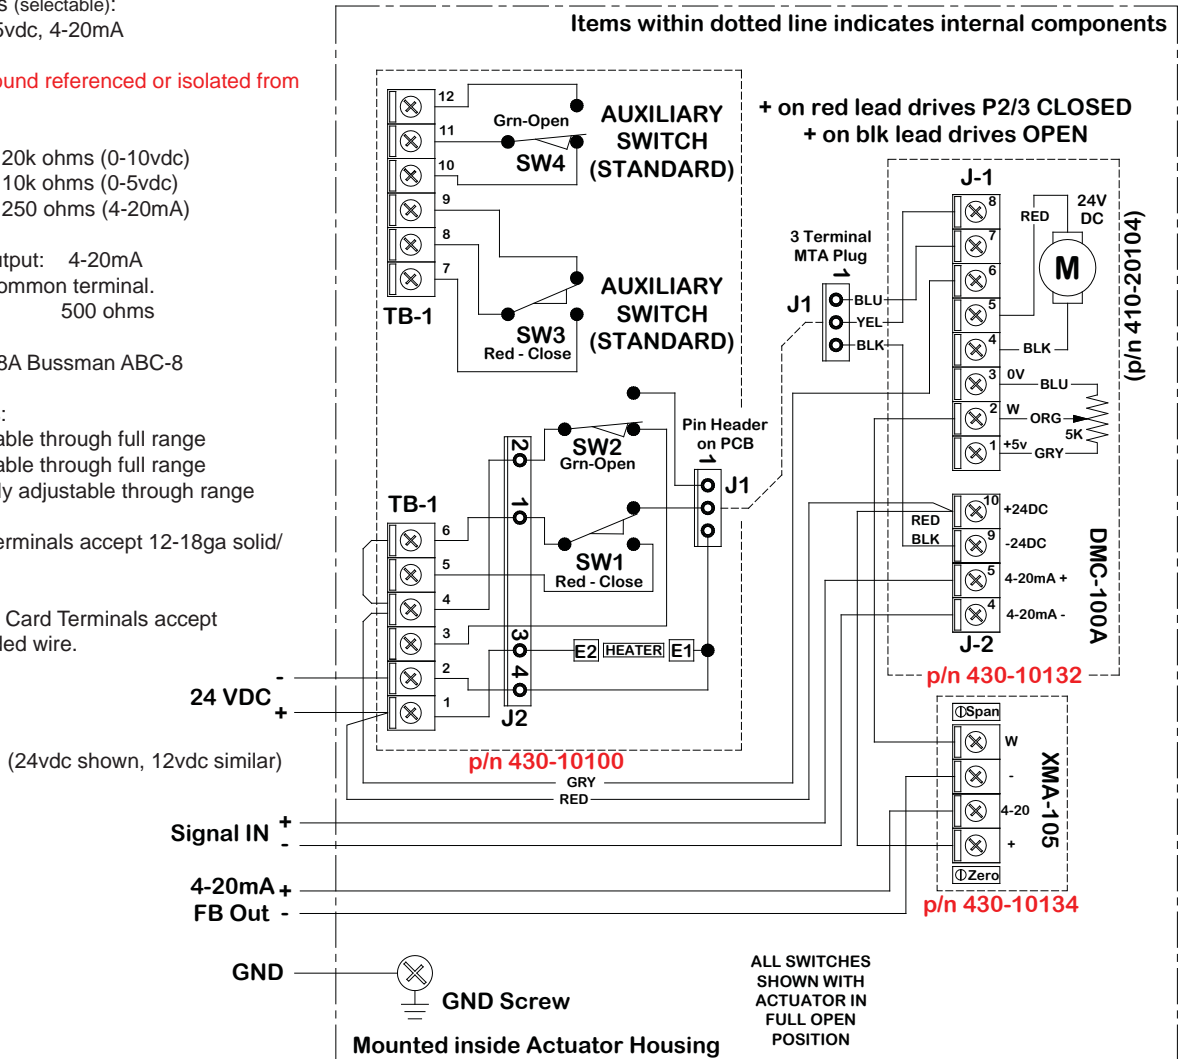 s (selectable):
5vdc, 4-20mA
ound referenced or isolated from
20k ohms (0-10vdc)
10k ohms (0-5vdc)
250 ohms (4-20mA)
tput: 4-20mA
ommon terminal.
500 ohms
8A Bussman ABC-8
:
able through full range
able through full range
ly adjustable through range
erminals accept 12-18ga solid/
Card Terminals accept
led wire.
24 VDC
-
+
(24vdc shown, 12vdc similar)
Signal IN
+
-
4-20mA +
FB Out -
GND
Items within dotted line indicates internal components
12
11
10
9
8
7
TB-1
Grn-Open
SW4
AUXILIARY
SWITCH
(STANDARD)
SW3
Red - Close
AUXILIARY
SWITCH
(STANDARD)
+ on red lead drives P2/3 CLOSED
+ on blk lead drives OPEN
3 Terminal
MTA Plug
1
J1
BLU
YEL
BLK
J-1
8
7
6
5
4
3 0V
2 W
1 +5v
RED
24V
DC
M
BLK
BLU
ORG
5K
GRY
(p/n 410-20104)
TB-1
6
5
4
3
2
1
2
1
3
4
J2
SW2
Grn-Open
SW1
Red - Close
Pin Header
on PCB
1
J1
E2 HEATER E1
p/n 430-10100
GRY
RED
RED
BLK
10 +24DC
9 -24DC
5 4-20mA +
4 4-20mA -
J-2
DMC-100A
p/n 430-10132
Span
W
-
4-20
+
Zero
XMA-105
p/n 430-10134
GND Screw
Mounted inside Actuator Housing
ALL SWITCHES
SHOWN WITH
ACTUATOR IN
FULL OPEN
POSITION